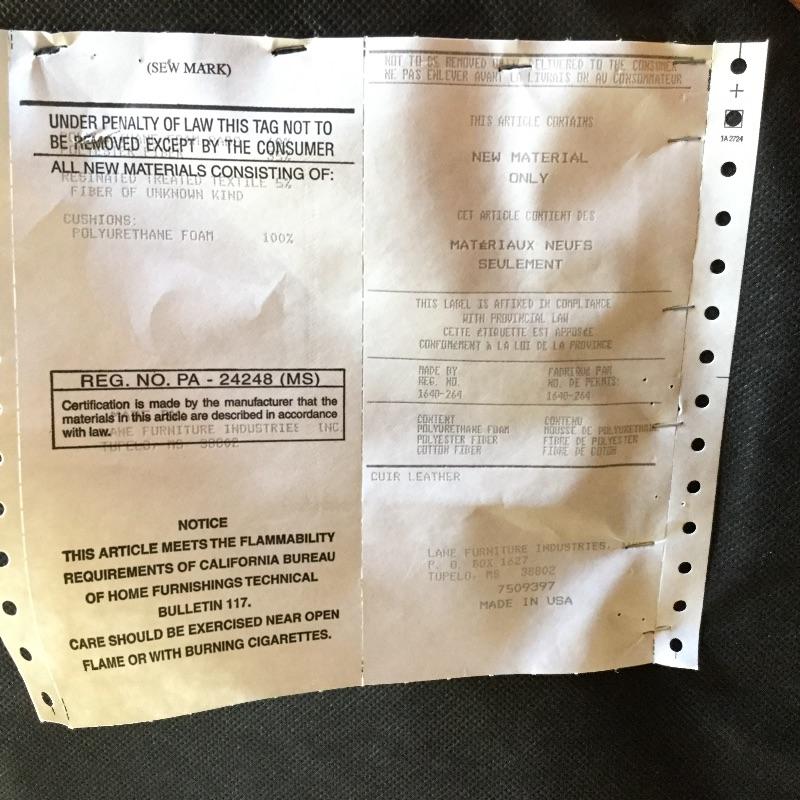 (SEW MARK)
UNDER PENALTY OF LAW THIS TAG NOT TO
BE REMOVED EXCEPT BY THE CONSUMER
ALL NEW MATERIALS CONSISTING OF:
RESINATED TREATED TEXTILE 5%
FIBER OF UNKNOWN KIND
CUSHIONS:
POLYURETHANE FOAM 100%
REG. NO. PA - 24248 (MS)
Certification is made by the manufacturer that the
materials in this article are described in accordance
with law.
LANE FURNITURE INDUSTRIES INC.
TUPELO, MS 38802
NOTICE
THIS ARTICLE MEETS THE FLAMMABILITY
REQUIREMENTS OF CALIFORNIA BUREAU
OF HOME FURNISHINGS TECHNICAL
BULLETIN 117.
CARE SHOULD BE EXERCISED NEAR OPEN
FLAME OR WITH BURNING CIGARETTES.
NOT TO BE REMOVED DELIVERED TO THE CONSUMER
NE PAS ENLEVER AVANT LA LIVRAIS ON AU CONSOMMATEUR
THIS ARTICLE CONTAINS
NEW MATERIAL
ONLY
CET ARTICLE CONTIENT DES
MATéRIAUX NEUFS
SEULEMENT
THIS LABEL IS AFFIXED IN COMPLIANCE
WITH PROVINCIAL LAW
CETTE éTIQUETTE EST APPOSéE
CONFOMéMENT à LA LOI DE LA PROVINCE
MADE BY FABRIQUé PAR
REG. NO. NO. DE PERMIS:
1640-264 1640-264
CONTENT CONTENU
POLYURETHANE FOAM MOUSSE DE POLYURETHANE
POLYESTER FIBER FIBRE DE POLYESTER
COTTON FIBER FIBRE DE COTON
CUIR LEATHER
LANE FURNITURE INDUSTRIES,
P. O. BOX 1627
TUPELO, MS 38802
7509397
MADE IN USA
1A2724